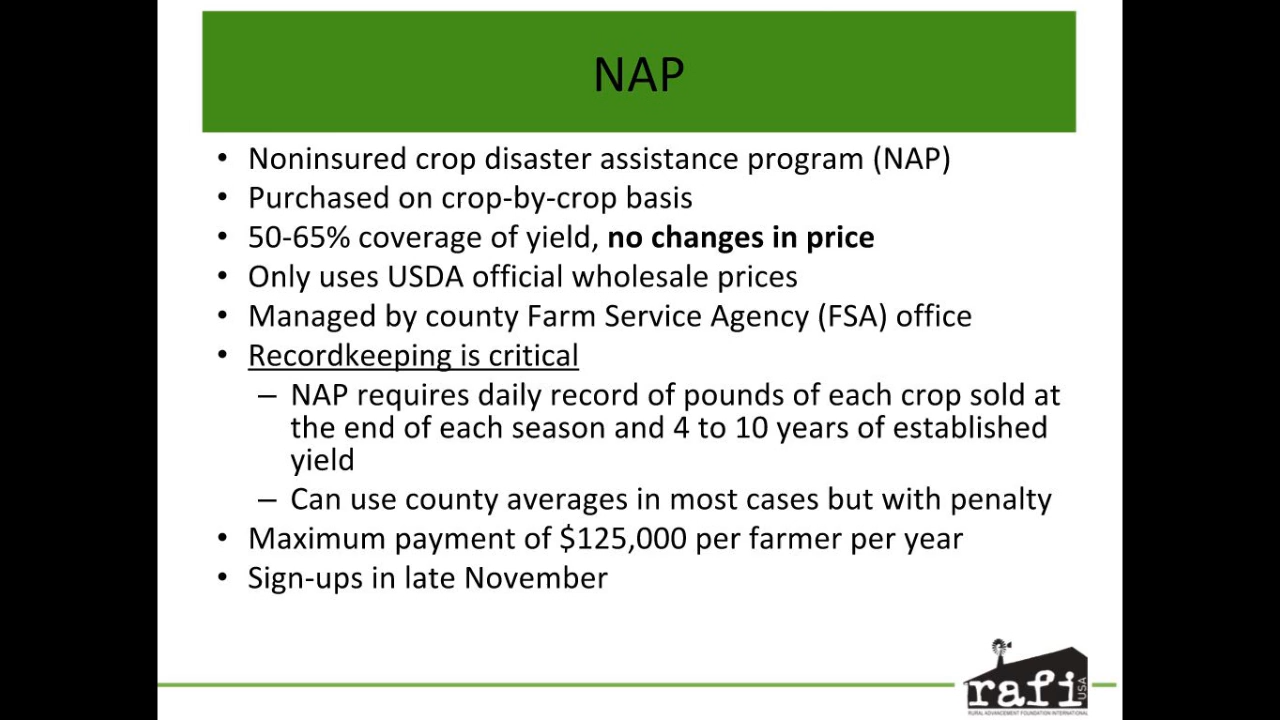 NAP
• Noninsured crop disaster assistance program (NAP)
• Purchased on crop-by-crop basis
• 50-65% coverage of yield, no changes in price
• Only uses USDA official wholesale prices
• Managed by county Farm Service Agency (FSA) office
• Recordkeeping is critical
– NAP requires daily record of pounds of each crop sold at
the end of each season and 4 to 10 years of established
yield
– Can use county averages in most cases but with penalty
• Maximum payment of $125,000 per farmer per year
• Sign-ups in late November
rafi
USA
RURAL ADVANCEMENT FOUNDATION INTERNATIONAL